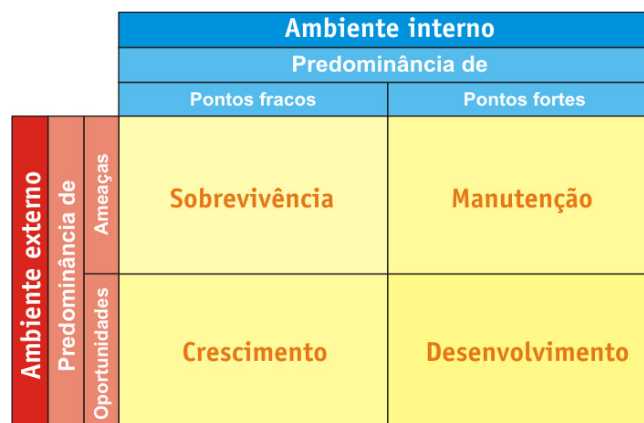 Ambiente interno
Predominância de
Pontos fracos
Pontos fortes
Ambiente externo
Predominância de
Ameaças
Sobrevivência
Manutenção
Oportunidades
Crescimento
Desenvolvimento